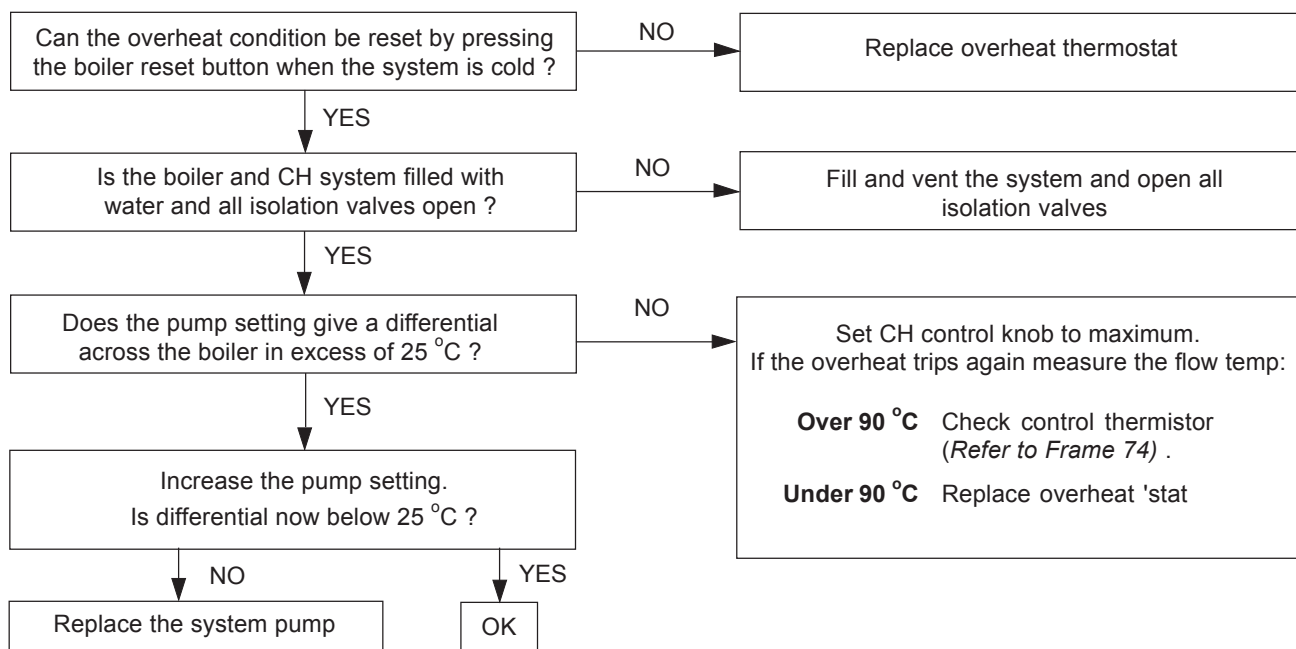 Can the overheat condition be reset by pressing
the boiler reset button when the system is cold ?
NO
Replace overheat thermostat
YES
Is the boiler and CH system filled with
water and all isolation valves open ?
NO
Fill and vent the system and open all
isolation valves
YES
Does the pump setting give a differential
across the boiler in excess of 25 °C ?
NO
Set CH control knob to maximum.
If the overheat trips again measure the flow temp:
Over 90 °C Check control thermistor
(Refer to Frame 74) .
Under 90 °C Replace overheat 'stat
YES
Increase the pump setting.
Is differential now below 25 °C ?
NO
YES
Replace the system pump
OK